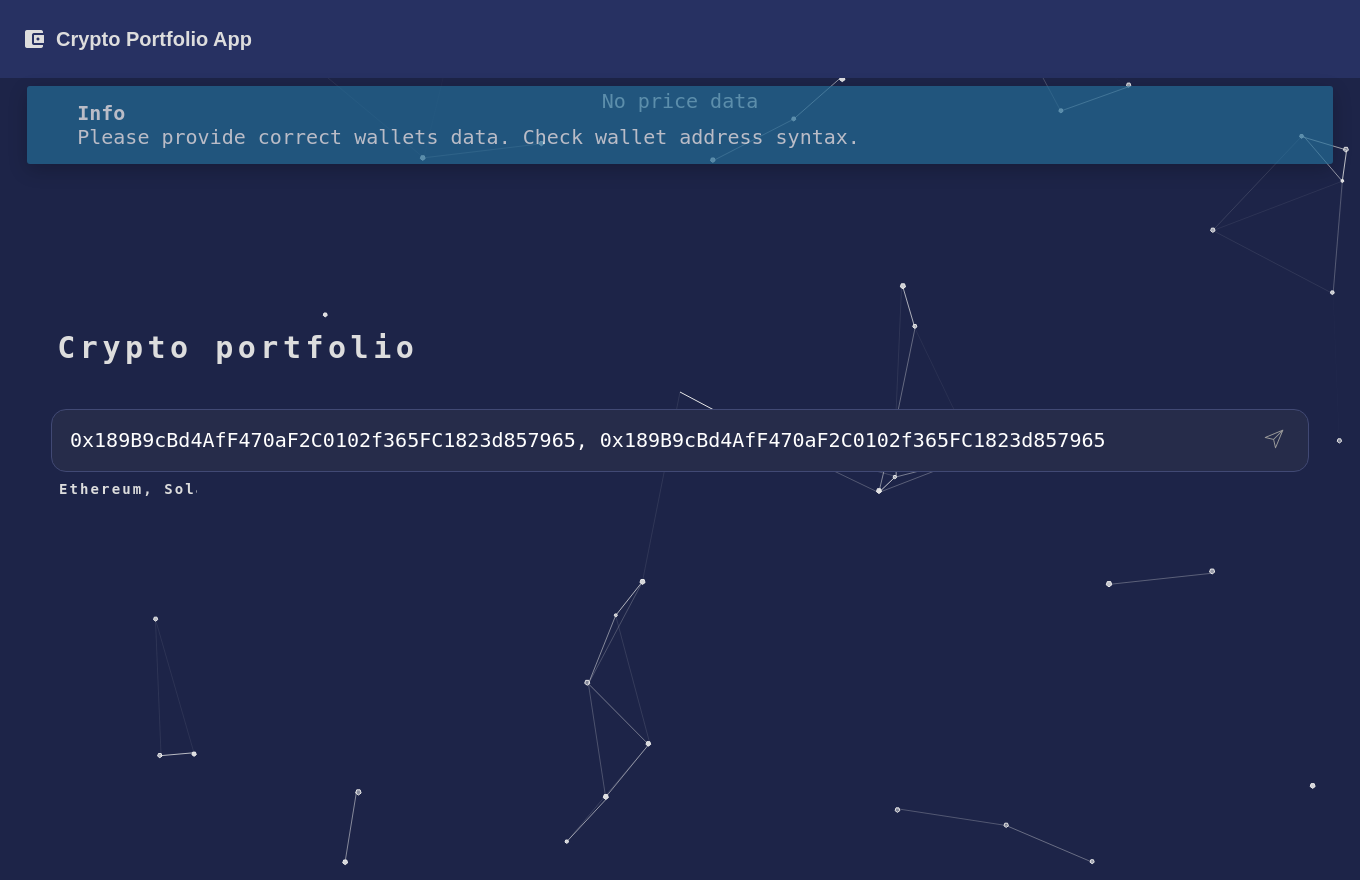 Crypto Portfolio App
No price data
Info
Please provide correct wallets data. Check wallet address syntax.
Crypto portfolio
0x189B9cBd4AfF470aF2C0102f365FC1823d857965, 0x189B9cBd4AfF470aF2C0102f365FC1823d857965
Ethereum, Sol